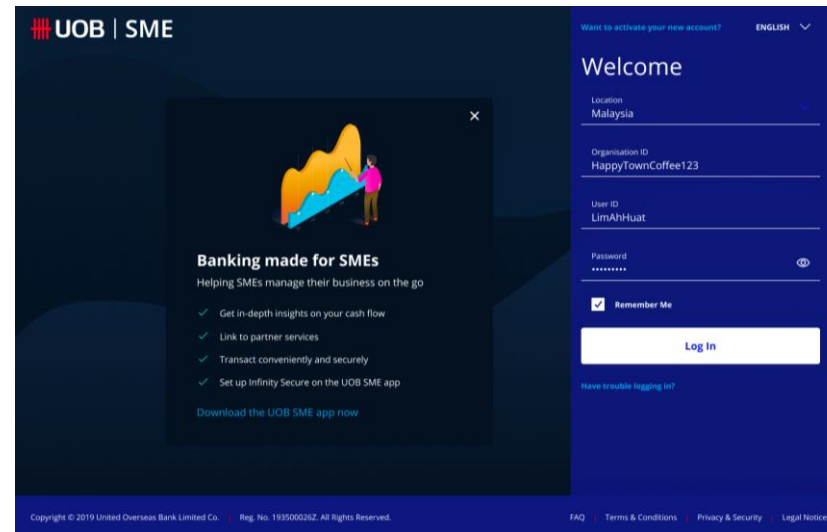 UOB | SME
Want to activate your new account?
ENGLISH
Welcome
Location
Malaysia
Organisation ID
HappyTownCoffee123
User ID
LimAhHuat
Password
•••••••••
Remember Me
Log In
Have trouble logging in?
Banking made for SMEs
Helping SMEs manage their business on the go
Get in-depth insights on your cash flow
Link to partner services
Transact conveniently and securely
Set up Infinity Secure on the UOB SME app
Download the UOB SME app now
Copyright © 2019 United Overseas Bank Limited Co. | Reg. No. 193500026Z. All Rights Reserved.
FAQ | Terms & Conditions | Privacy & Security | Legal Notice